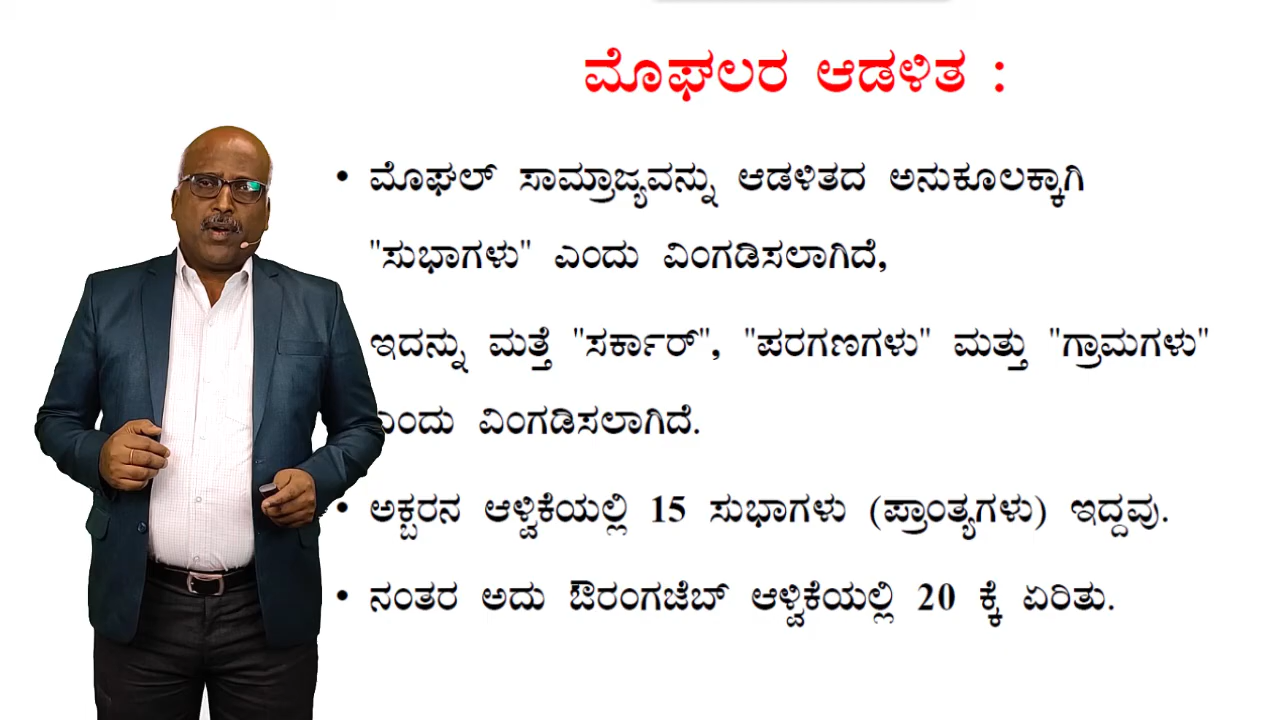 ಮೊಘಲರ ಆಡಳಿತ :
• ಮೊಘಲ್ ಸಾಮ್ರಾಜ್ಯವನ್ನು ಆಡಳಿತದ ಅನುಕೂಲಕ್ಕಾಗಿ
"ಸುಭಾಗಳು" ಎಂದು ವಿಂಗಡಿಸಲಾಗಿದೆ,
ಇದನ್ನು ಮತ್ತೆ "ಸರ್ಕಾರ್", "ಪರಗಣಗಳು" ಮತ್ತು "ಗ್ರಾಮಗಳು"
ಎಂದು ವಿಂಗಡಿಸಲಾಗಿದೆ.
• ಅಕ್ಬರನ ಆಳ್ವಿಕೆಯಲ್ಲಿ 15 ಸುಭಾಗಳು (ಪ್ರಾಂತ್ಯಗಳು) ಇದ್ದವು.
• ನಂತರ ಅದು ಔರಂಗಜೆಬ್ ಆಳ್ವಿಕೆಯಲ್ಲಿ 20 ಕ್ಕೆ ಏರಿತು.